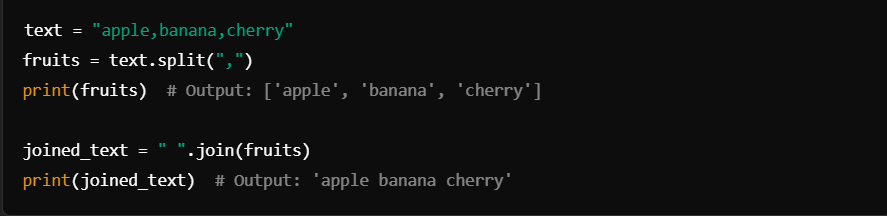 text = "apple,banana,cherry"
fruits = text.split(",")
print(fruits)  # Output: ['apple', 'banana', 'cherry']
joined_text = " ".join(fruits)
print(joined_text)  # Output: 'apple banana cherry'